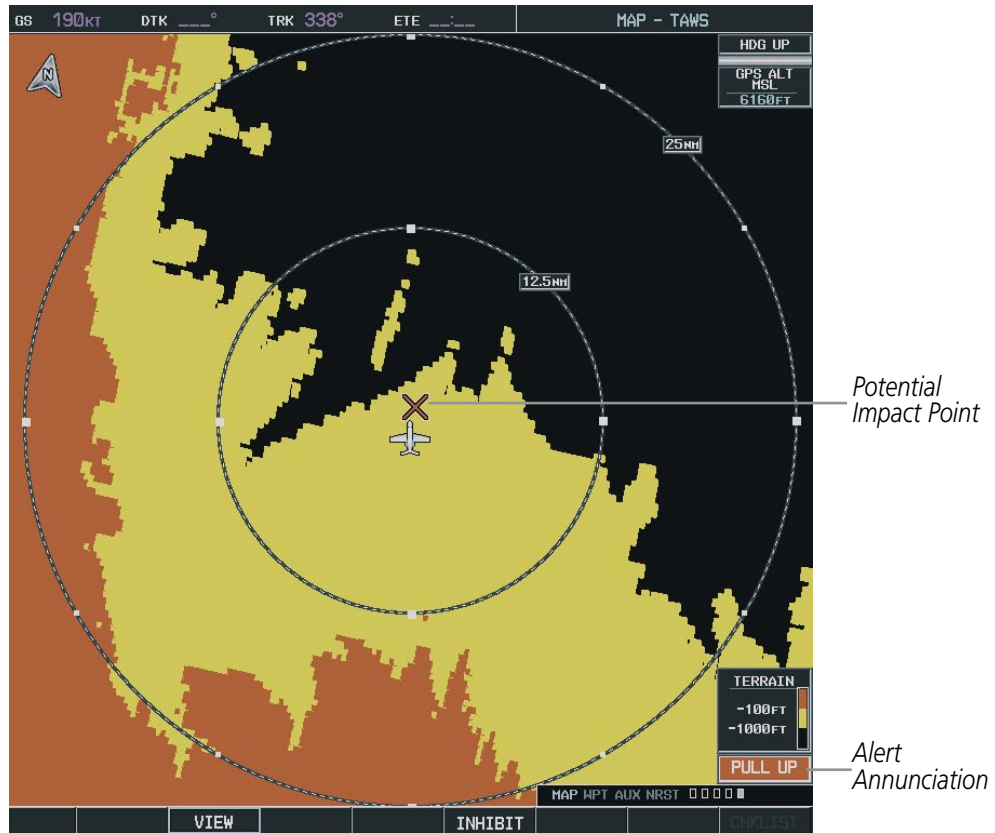 GS 190KT DTK ___° TRK 338° ETE __:__ MAP - TAWS
HDG UP
GPS ALT
MSL
6160FT
N
25NM
12.5NM
Potential
Impact Point
TERRAIN
-100FT
-1000FT
PULL UP
Alert
Annunciation
MAP WPT AUX NRST
VIEW INHIBIT CHKLIST